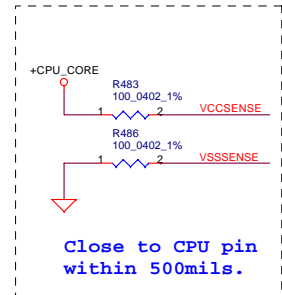 +CPU_CORE
R483
100_0402_1%
1 2 VCCSENSE
R486
100_0402_1%
1 2 VSSSENSE
Close to CPU pin
within 500mils.